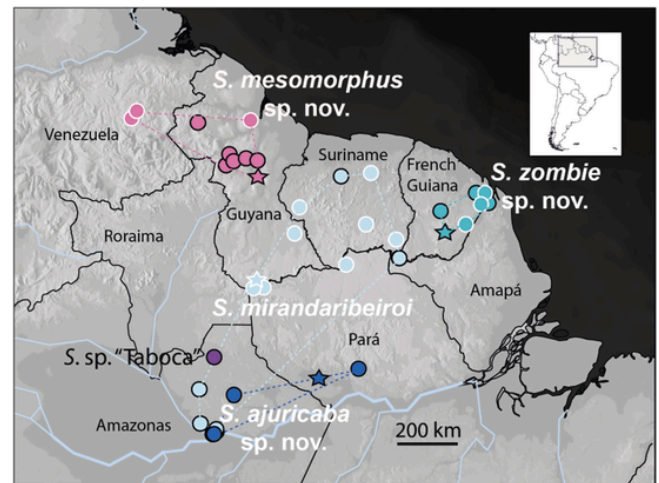 S. mesomorphus
sp. nov.
Venezuela
Suriname
French
Guiana
S. zombie
sp. nov.
Guyana
Roraima
Amapá
S. mirandaribeiroi
Pará
S. sp. "Taboca"
S. ajuricaba
sp. nov.
Amazonas
200 km